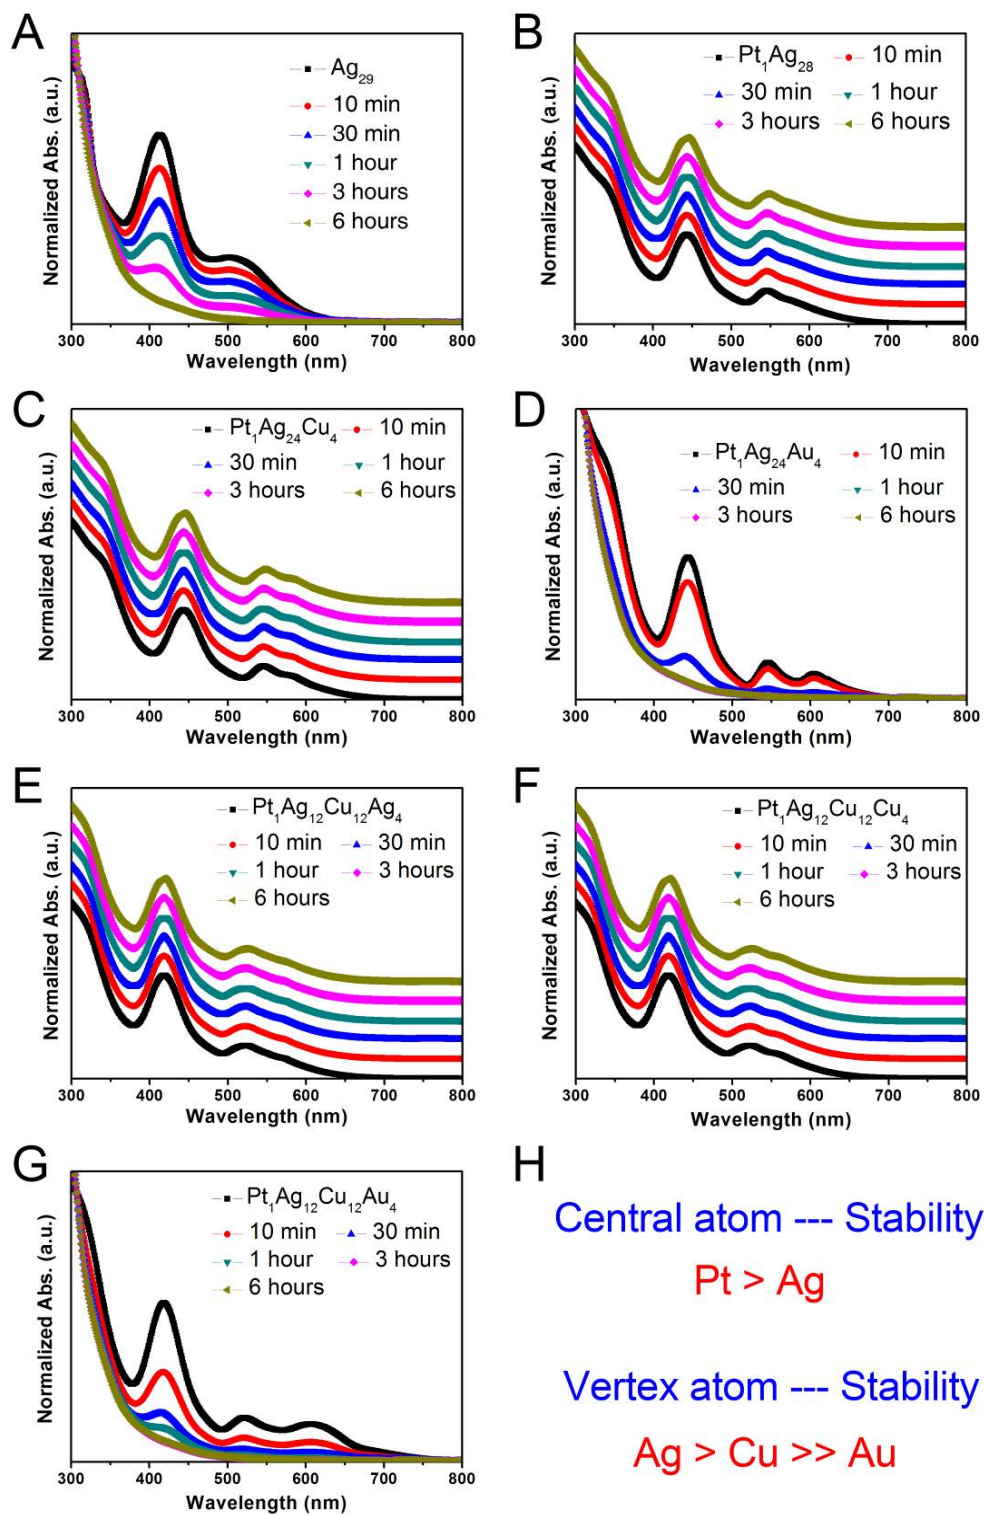 A
Normalized Abs. (a.u.)
Ag₂₉
10 min
30 min
1 hour
3 hours
6 hours
300 400 500 600 700 800
Wavelength (nm)
B
Normalized Abs. (a.u.)
Pt₁Ag₂₈ 10 min
30 min 1 hour
3 hours 6 hours
300 400 500 600 700 800
Wavelength (nm)
C
Normalized Abs. (a.u.)
Pt₁Ag₂₄Cu₄ 10 min
30 min 1 hour
3 hours 6 hours
300 400 500 600 700 800
Wavelength (nm)
D
Normalized Abs. (a.u.)
Pt₁Ag₂₄Au₄ 10 min
30 min 1 hour
3 hours 6 hours
300 400 500 600 700 800
Wavelength (nm)
E
Normalized Abs. (a.u.)
Pt₁Ag₁₂Cu₁₂Ag₄
10 min 30 min
1 hour 3 hours
6 hours
300 400 500 600 700 800
Wavelength (nm)
F
Normalized Abs. (a.u.)
Pt₁Ag₁₂Cu₁₂Cu₄
10 min 30 min
1 hour 3 hours
6 hours
300 400 500 600 700 800
Wavelength (nm)
G
Normalized Abs. (a.u.)
Pt₁Ag₁₂Cu₁₂Au₄
10 min 30 min
1 hour 3 hours
6 hours
300 400 500 600 700 800
Wavelength (nm)
H
Central atom --- Stability
Pt > Ag
Vertex atom --- Stability
Ag > Cu >> Au